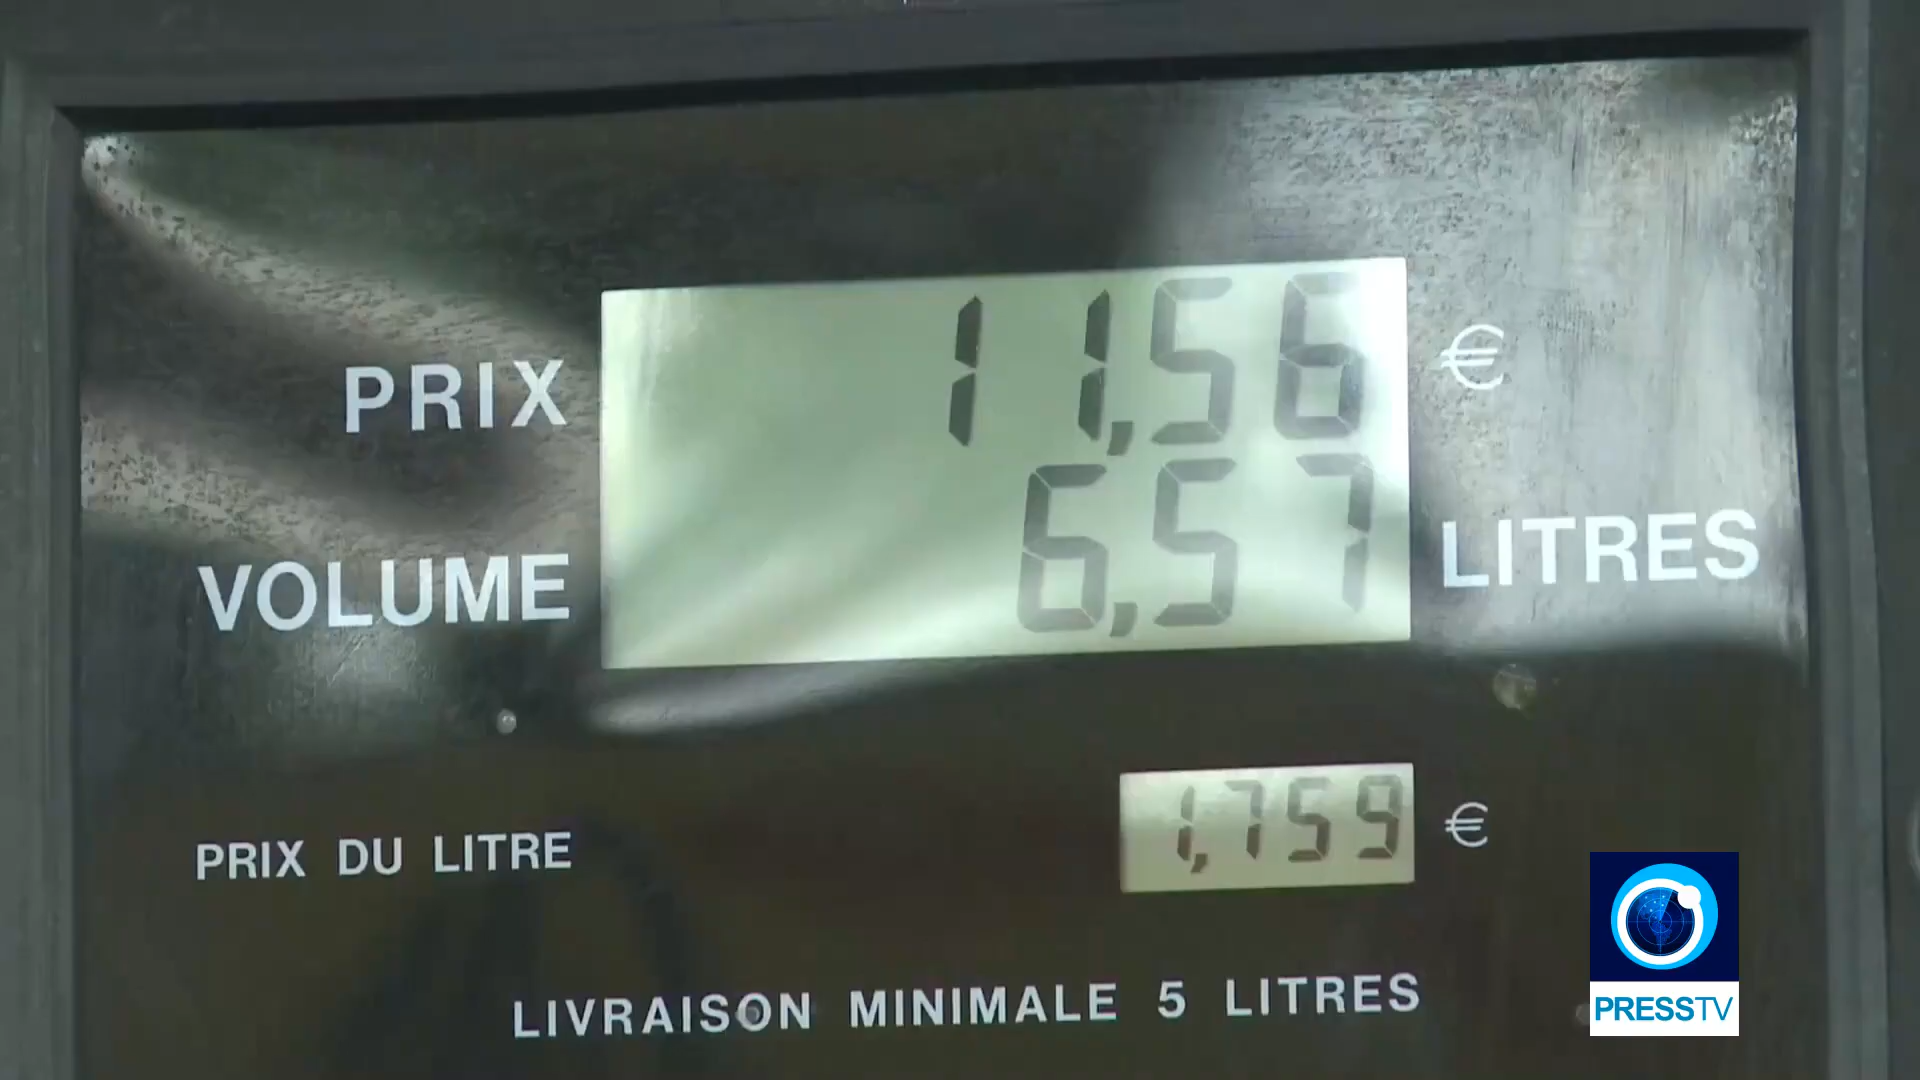 PRIX 11,56 €
VOLUME 6,57 LITRES
PRIX DU LITRE 1,759 €
LIVRAISON MINIMALE 5 LITRES
PRESSTV